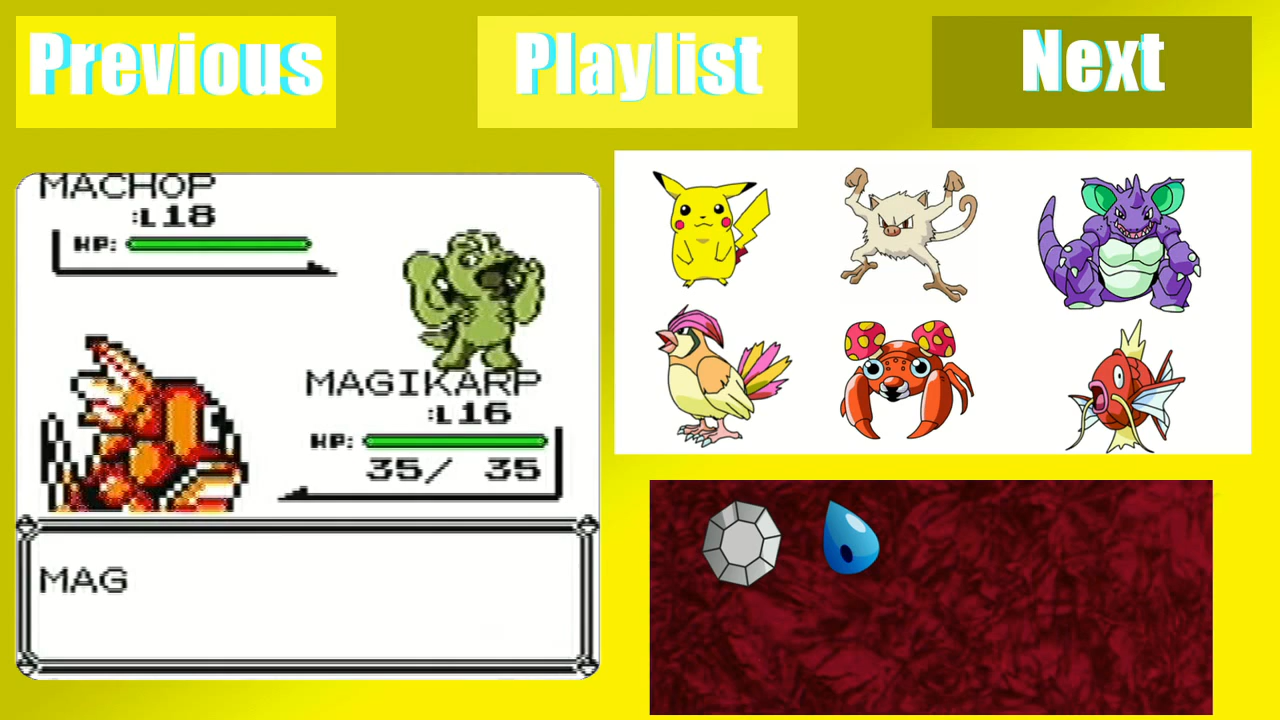 Previous
Playlist
Next
MACHOP
:L18
HP:
MAGIKARP
:L16
HP:
35/ 35
MAG